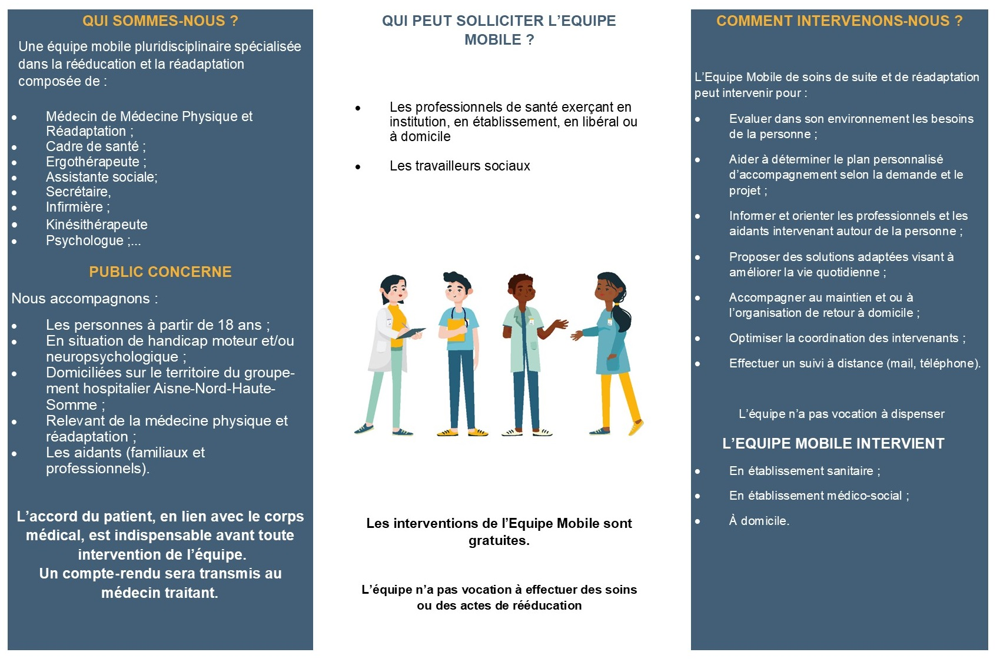 QUI SOMMES-NOUS ?
Une équipe mobile pluridisciplinaire spécialisée
dans la rééducation et la réadaptation
composée de :
• Médecin de Médecine Physique et
Réadaptation ;
• Cadre de santé ;
• Ergothérapeute ;
• Assistante sociale;
• Secrétaire,
• Infirmière ;
• Kinésithérapeute
• Psychologue ;...
PUBLIC CONCERNE
Nous accompagnons :
• Les personnes à partir de 18 ans ;
• En situation de handicap moteur et/ou
neuropsychologique ;
• Domiciliées sur le territoire du groupe-
ment hospitalier Aisne-Nord-Haute-
Somme ;
• Relevant de la médecine physique et
réadaptation ;
• Les aidants (familiaux et
professionnels).
L’accord du patient, en lien avec le corps
médical, est indispensable avant toute
intervention de l’équipe.
Un compte-rendu sera transmis au
médecin traitant.
QUI PEUT SOLLICITER L’EQUIPE
MOBILE ?
• Les professionnels de santé exerçant en
institution, en établissement, en libéral ou
à domicile
• Les travailleurs sociaux
Les interventions de l’Equipe Mobile sont
gratuites.
L’équipe n’a pas vocation à effectuer des soins
ou des actes de rééducation
COMMENT INTERVENONS-NOUS ?
L’Equipe Mobile de soins de suite et de réadaptation
peut intervenir pour :
• Evaluer dans son environnement les besoins
de la personne ;
• Aider à déterminer le plan personnalisé
d’accompagnement selon la demande et le
projet ;
• Informer et orienter les professionnels et les
aidants intervenant autour de la personne ;
• Proposer des solutions adaptées visant à
améliorer la vie quotidienne ;
• Accompagner au maintien et ou à
l’organisation de retour à domicile ;
• Optimiser la coordination des intervenants ;
• Effectuer un suivi à distance (mail, téléphone).
L’équipe n’a pas vocation à dispenser
L’EQUIPE MOBILE INTERVIENT
• En établissement sanitaire ;
• En établissement médico-social ;
• À domicile.